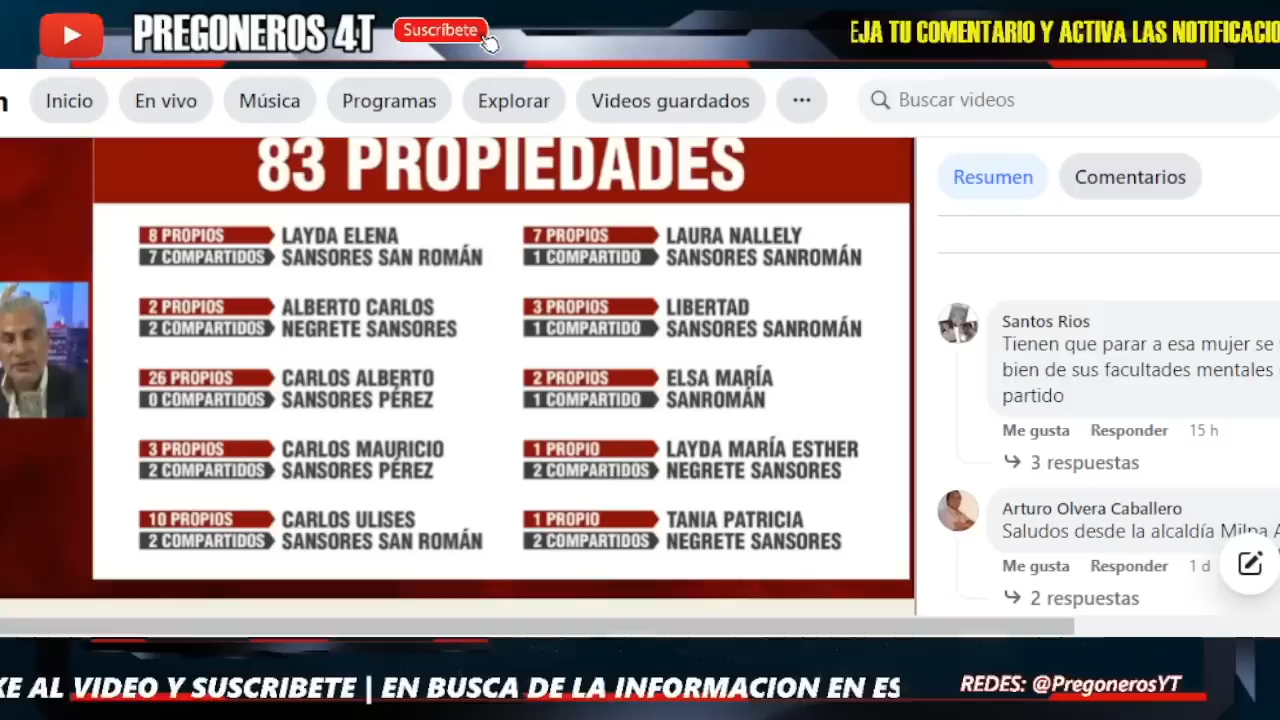 PREGONEROS 4T
Suscríbete
EJA TU COMENTARIO Y ACTIVA LAS NOTIFICACIO
n
Inicio
En vivo
Música
Programas
Explorar
Videos guardados
Buscar videos
83 PROPIEDADES
8 PROPIOS LAYDA ELENA
7 COMPARTIDOS SANSORES SAN ROMÁN
2 PROPIOS ALBERTO CARLOS
2 COMPARTIDOS NEGRETE SANSORES
26 PROPIOS CARLOS ALBERTO
0 COMPARTIDOS SANSORES PÉREZ
3 PROPIOS CARLOS MAURICIO
2 COMPARTIDOS SANSORES PÉREZ
10 PROPIOS CARLOS ULISES
2 COMPARTIDOS SANSORES SAN ROMÁN
7 PROPIOS LAURA NALLELY
1 COMPARTIDO SANSORES SANROMÁN
3 PROPIOS LIBERTAD
1 COMPARTIDO SANSORES SANROMÁN
2 PROPIOS ELSA MARÍA
1 COMPARTIDO SANROMÁN
1 PROPIO LAYDA MARÍA ESTHER
2 COMPARTIDOS NEGRETE SANSORES
1 PROPIO TANIA PATRICIA
2 COMPARTIDOS NEGRETE SANSORES
Resumen
Comentarios
Santos Rios
Tienen que parar a esa mujer se
bien de sus facultades mentales
partido
Me gusta Responder 15 h
3 respuestas
Arturo Olvera Caballero
Saludos desde la alcaldía Milpa A
Me gusta Responder 1 d
2 respuestas
KE AL VIDEO Y SUSCRIBETE | EN BUSCA DE LA INFORMACION EN ES
REDES: @PregonerosYT